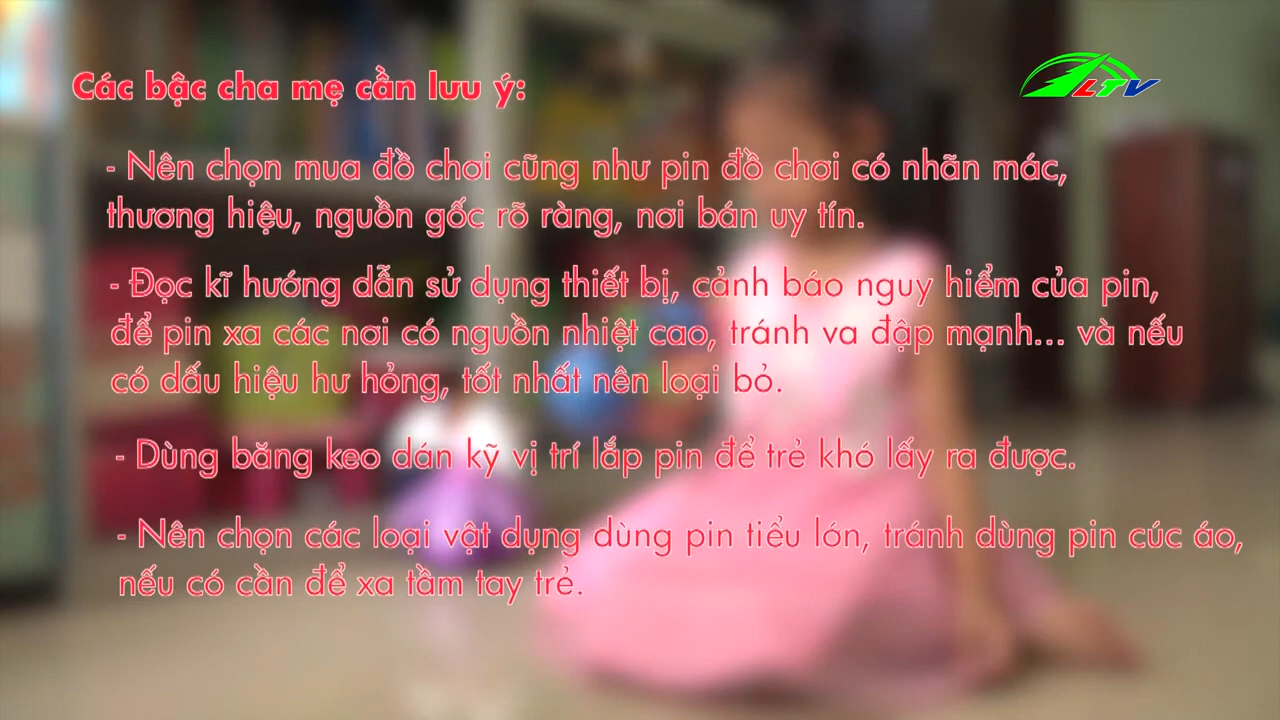 LTV
Các bậc cha mẹ cần lưu ý:
- Nên chọn mua đồ chơi cũng như pin đồ chơi có nhãn mác,
thương hiệu, nguồn gốc rõ ràng, nơi bán uy tín.
- Đọc kĩ hướng dẫn sử dụng thiết bị, cảnh báo nguy hiểm của pin,
để pin xa các nơi có nguồn nhiệt cao, tránh va đập mạnh... và nếu
có dấu hiệu hư hỏng, tốt nhất nên loại bỏ.
- Dùng băng keo dán kỹ vị trí lắp pin để trẻ khó lấy ra được.
- Nên chọn các loại vật dụng dùng pin tiểu lón, tránh dùng pin cúc áo,
nếu có cần để xa tầm tay trẻ.